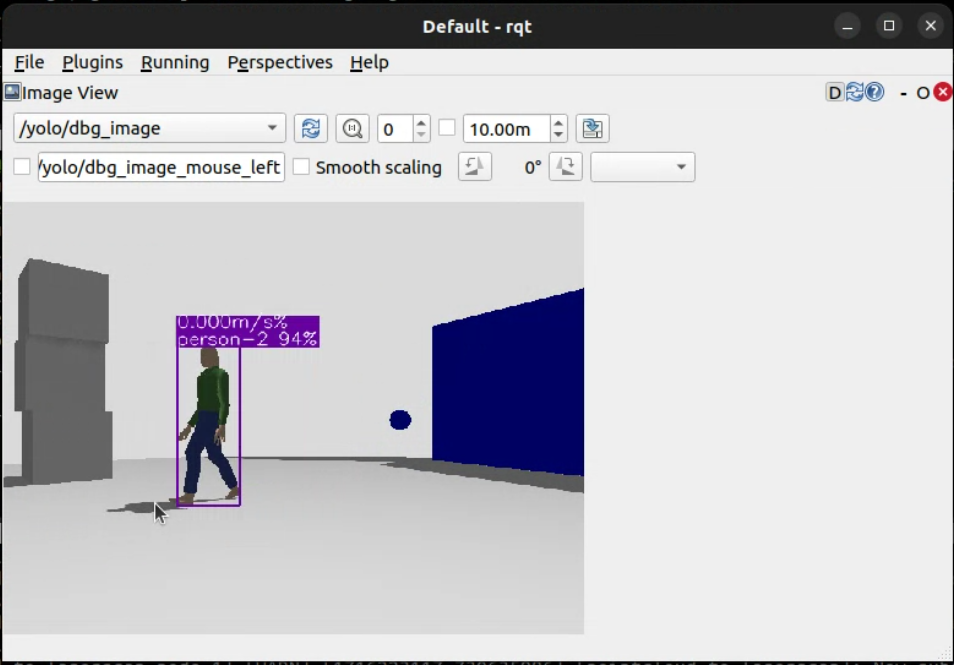 Default - rqt
File Plugins Running Perspectives Help
Image View
D
- O
/yolo/dbg_image
0
10.00m
/yolo/dbg_image_mouse_left
Smooth scaling
0°
0.000m/s%
person-2 94%